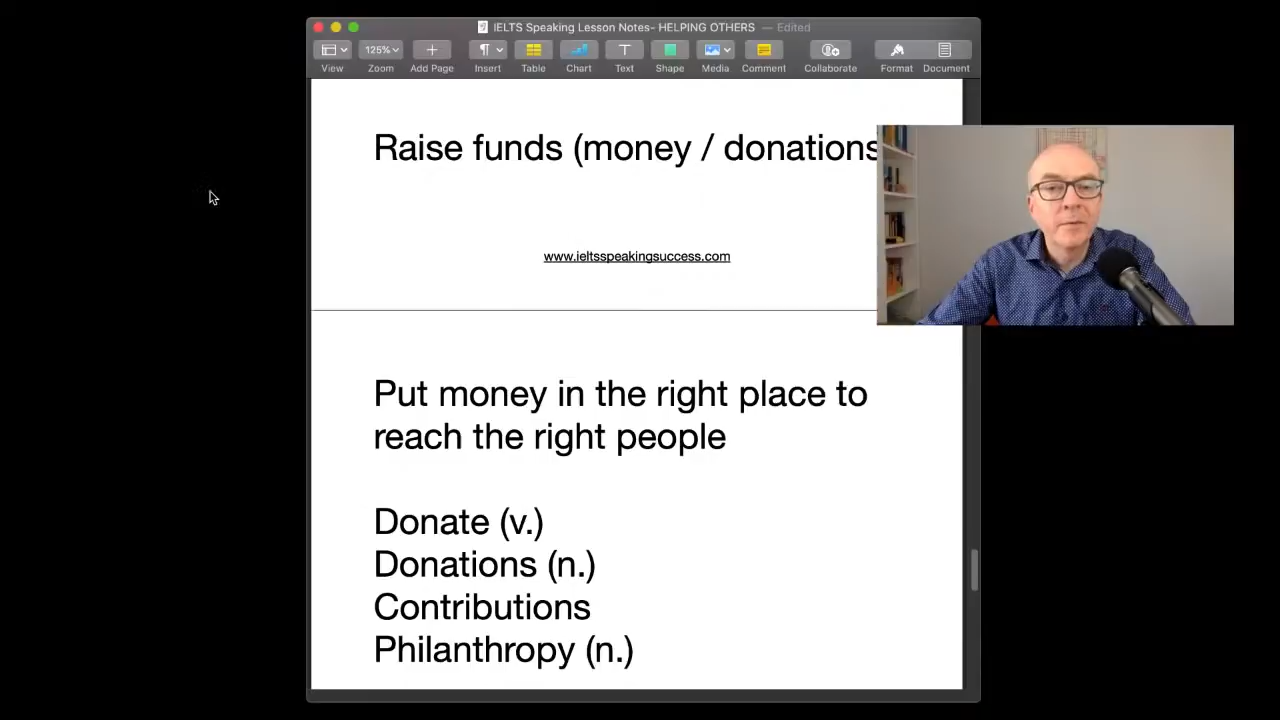 IELTS Speaking Lesson Notes- HELPING OTHERS — Edited
125%
View Zoom Add Page Insert Table Chart Text Shape Media Comment Collaborate Format Document
Raise funds (money / donations
www.ieltsspeakingsuccess.com
Put money in the right place to
reach the right people
Donate (v.)
Donations (n.)
Contributions
Philanthropy (n.)